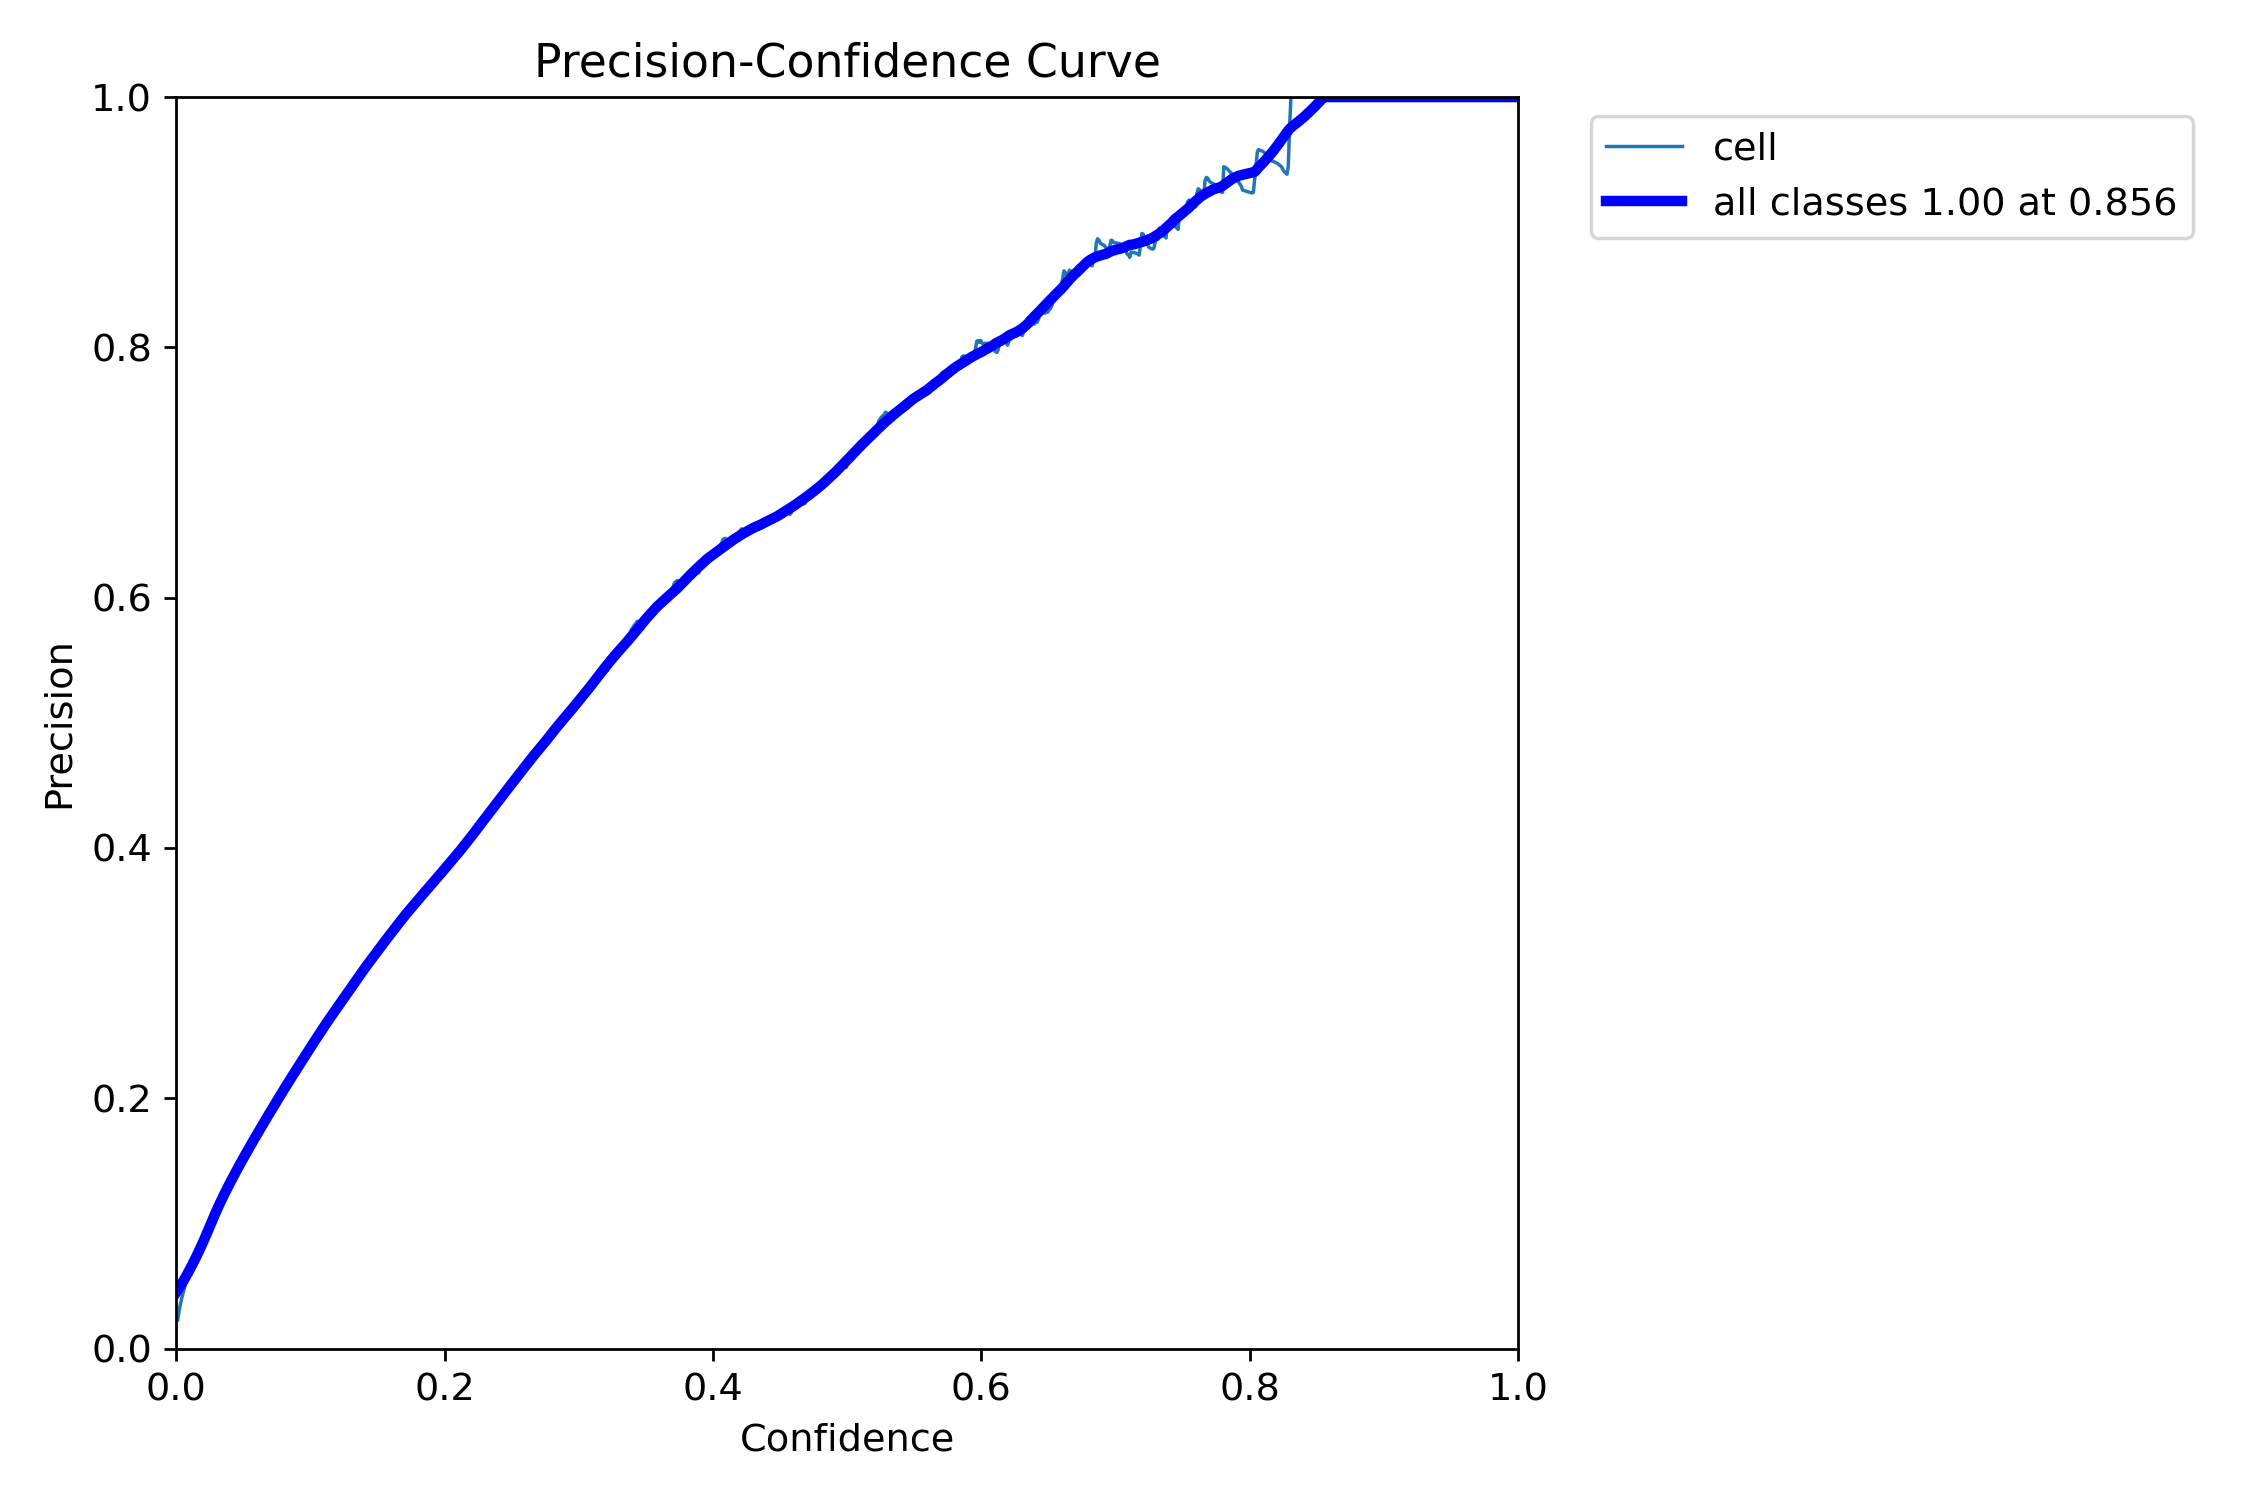 Precision-Confidence Curve
1.0
0.8
0.6
0.4
0.2
0.0
Precision
0.0 0.2 0.4 0.6 0.8 1.0
Confidence
cell
all classes 1.00 at 0.856